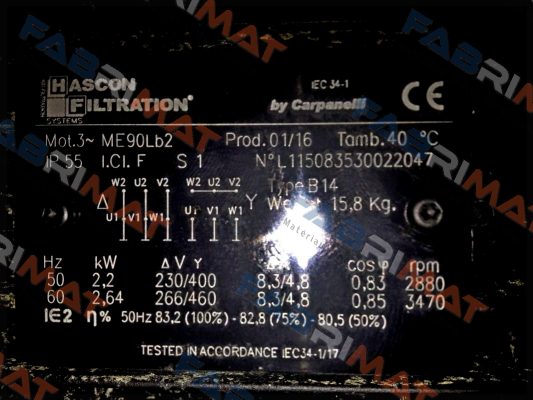 HASCON
FILTRATION®
SYSTEMS
IEC 34-1
by Carpanelli
CE
Mot.3~ ME90Lb2 Prod. 01/16 Tamb. 40 °C
IP 55 I.Cl. F S 1 N° L115083530022047
W2 U2 V2 W2 U2 V2 Type B14
Δ U1 V1 W1 U1 V1 W1 Y 15,8 Kg.
Material
Hz kW Δ V Y cos φ rpm
50 2,2 230/400 8,3/4,8 0,83 2880
60 2,64 266/460 8,3/4,8 0,85 3470
IE2 η% 50Hz 83,2 (100%) - 82,8 (75%) - 80,5 (50%)
TESTED IN ACCORDANCE IEC34-1/17
FABRIMAT